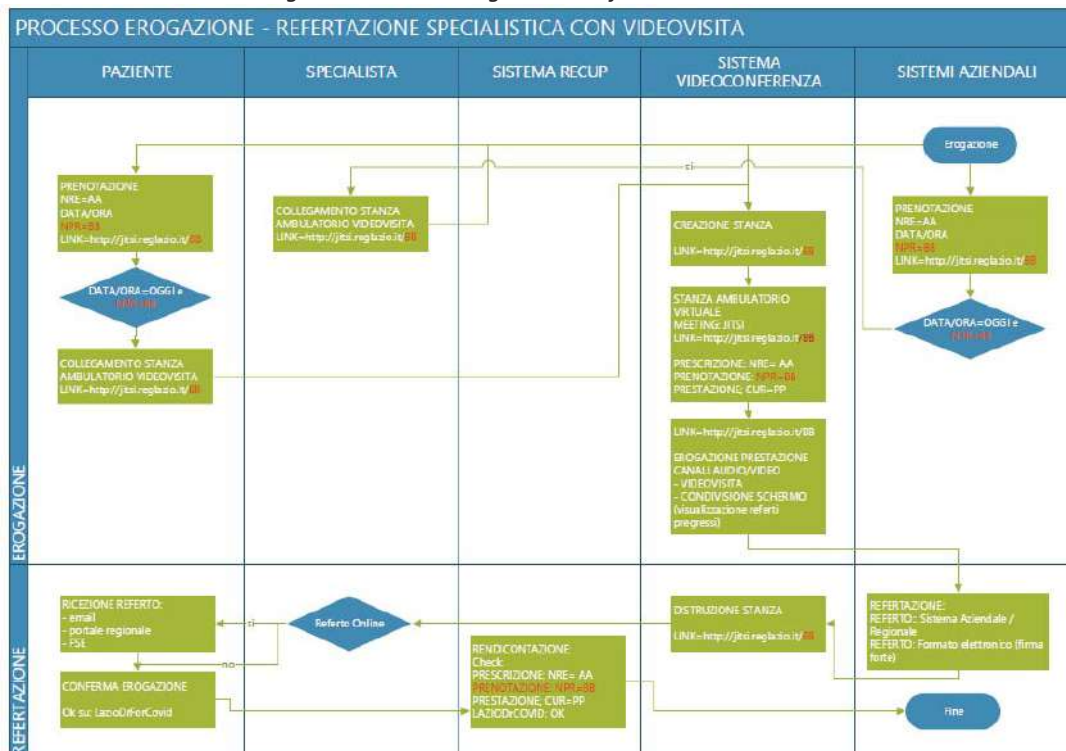 PROCESSO EROGAZIONE - REFERTAZIONE SPECIALISTICA CON VIDEOVISITA
PAZIENTE
SPECIALISTA
SISTEMA RECUP
SISTEMA
VIDEOCONFERENZA
SISTEMI AZIENDALI
EROGAZIONE
Erogazione
PRENOTAZIONE
NRE=AA
DATA/ORA
NPR=BB
LINK=http://jitsi.reglazio.it/BB
DATA/ORA=OGGI e
COLLEGAMENTO STANZA
AMBULATORIO VIDEOVISITA
LINK=http://jitsi.reglazio.it/BB
COLLEGAMENTO STANZA
AMBULATORIO VIDEOVISITA
LINK=http://jitsi.reglazio.it/BB
si
CREAZIONE STANZA
LINK=http://jitsi.reglazio.it/BB
STANZA AMBULATORIO
VIRTUALE
MEETING: JITSI
LINK=http://jitsi.reglazio.it/BB
PRESCRIZIONE: NRE= AA
PRENOTAZIONE: NPR=BB
PRESTAZIONE; CUR=PP
LINK=http://jitsi.reglazio.it/BB
EROGAZIONE PRESTAZIONE
CANALI AUDIO/VIDEO
- VIDEOVISITA
- CONDIVISIONE SCHERMO
(visualizzazione referti
pregressi)
PRENOTAZIONE
NRE=AA
DATA/ORA
NPR=BB
LINK=http://jitsi.reglazio.it/BB
DATA/ORA=OGGI e
REFERTAZIONE
RICEZIONE REFERTO:
- email
- portale regionale
- FSE
si
no
Referto Online
CONFERMA EROGAZIONE
Ok su: LazioDrForCovid
RENDICONTAZIONE
Check:
PRESCRIZIONE: NRE= AA
PRENOTAZIONE: NPR=BB
PRESTAZIONE; CUR=PP
LAZIODrCOVID: OK
DISTRUZIONE STANZA
LINK=http://jitsi.reglazio.it/BB
REFERTAZIONE:
REFERTO:: Sistema Aziendale /
Regionale
REFERTO: Formato elettronico (firma
forte)
Fine